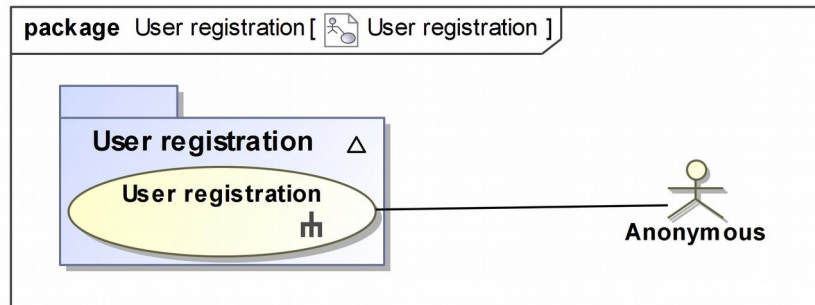 package User registration [ User registration ]
User registration
User registration
Anonymous